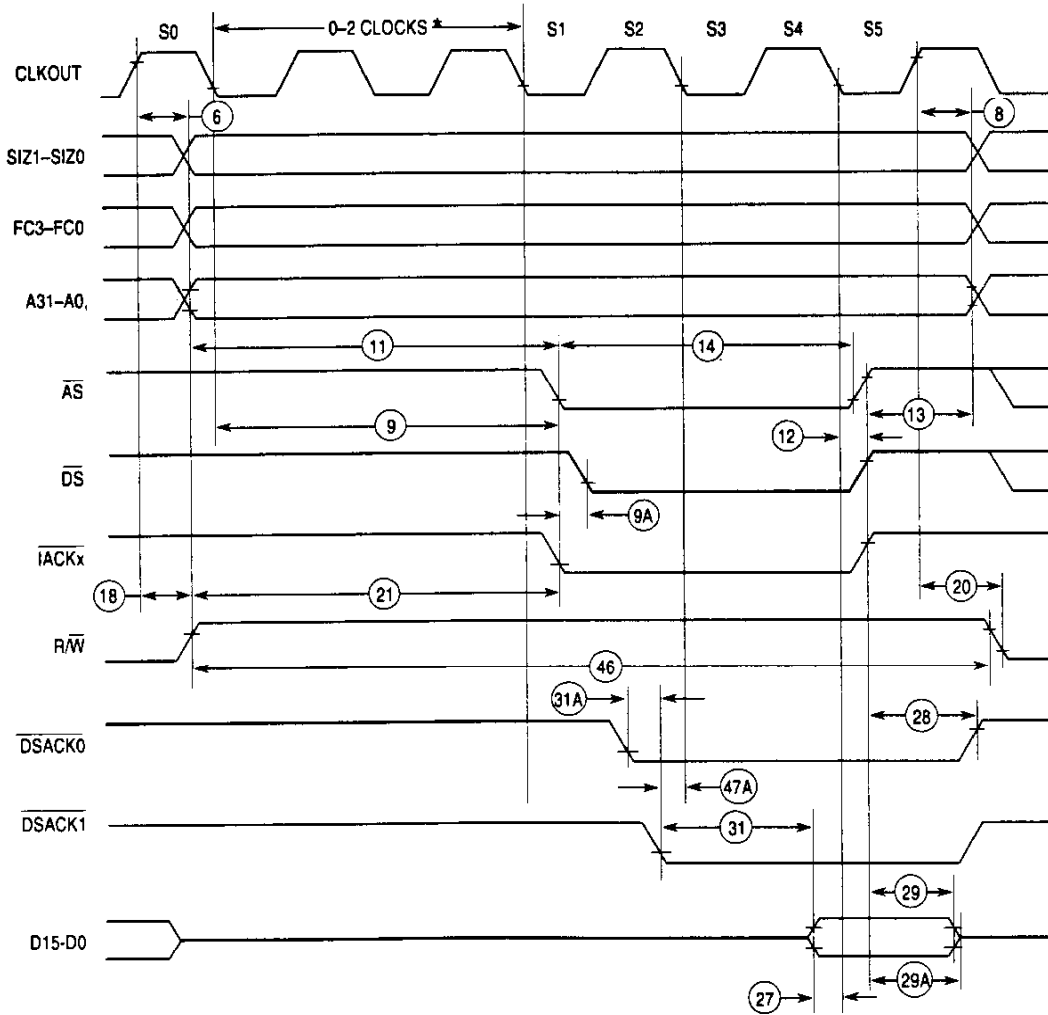 S0 0–2 CLOCKS * S1 S2 S3 S4 S5
CLKOUT
6 8
SIZ1–SIZ0
FC3–FC0
A31–A0,
11 14
AS
9 12 13
DS
9A
IACKx
18 21 20
R/W
46
31A 28
DSACK0
47A
DSACK1 31
29
D15-D0
27 29A